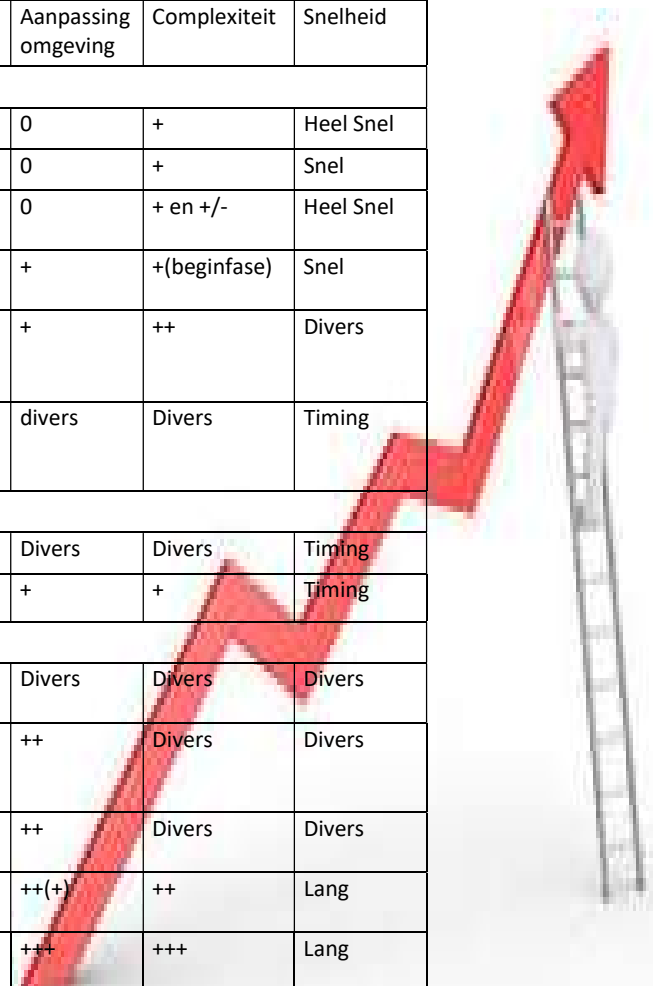 Aanpassing omgeving | Complexiteit | Snelheid
0 | + | Heel Snel
0 | + | Snel
0 | + en +/- | Heel Snel
+ | +(beginfase) | Snel
+ | ++ | Divers
divers | Divers | Timing
Divers | Divers | Timing
+ | + | Timing
Divers | Divers | Divers
++ | Divers | Divers
++ | Divers | Divers
++(+) | ++ | Lang
+++ | +++ | Lang